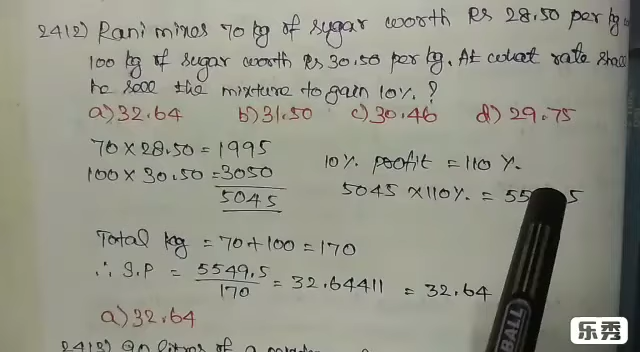 24(2) Rani mixes 70 kg of sugar worth Rs 28.50 per kg
100 kg of sugar worth Rs 30.50 per kg. At what rate
he sell the mixture to gain 10%.?
a) 32.64 b) 31.50 c) 30.46 d) 29.75
70 × 28.50 = 1995 10% profit = 110 %.
100 × 30.50 = 3050 5045 × 110% =
5045
Total kg = 70 + 100 = 170
∴ S.P = 5549.5 / 170 = 32.64411 = 32.64
a) 32.64
BALL
乐秀